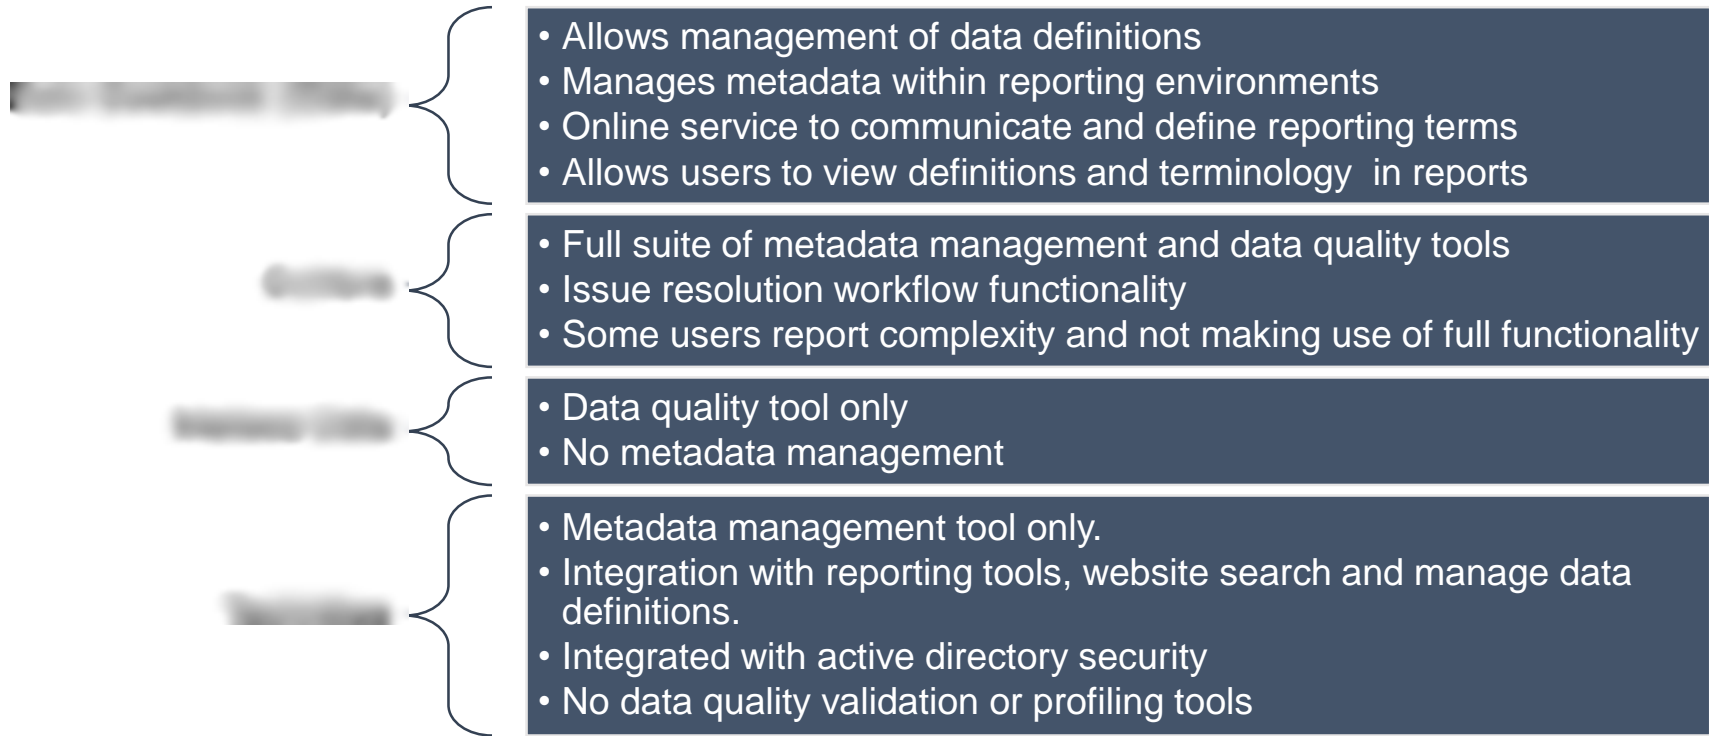 • Allows management of data definitions
• Manages metadata within reporting environments
• Online service to communicate and define reporting terms
• Allows users to view definitions and terminology  in reports
• Full suite of metadata management and data quality tools
• Issue resolution workflow functionality
• Some users report complexity and not making use of full functionality
• Data quality tool only
• No metadata management
• Metadata management tool only.
• Integration with reporting tools, website search and manage data
definitions.
• Integrated with active directory security
• No data quality validation or profiling tools